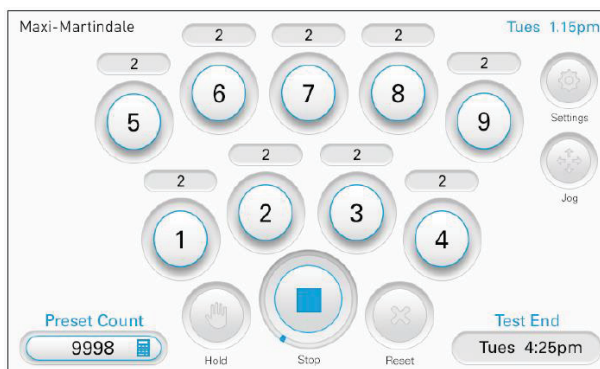 Maxi-Martindale
Tues 1.15pm
2 2 2
2 2
6 7 8
5 9
Settings
2 2
2 2
2 3
1 4
Jog
Preset Count
9998
Hold
Stop
Reset
Test End
Tues 4:25pm